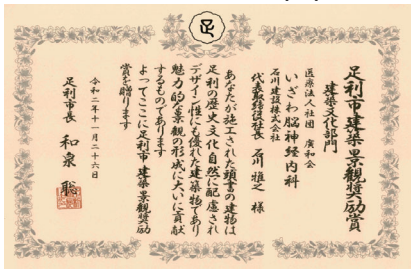 足利市建築景観奨励賞
建築文化部門
医療法人社団 廣和会
いざわ脳神経内科
石川建設株式会社
代表取締役社長 石川雅之 様
あなたが施工された頭書の建物は
足利の歴史文化自然に配慮され
デザイン性にも優れた建築物であり
魅力的な景観の形成に大いに貢献
するものであります
よってここに足利市建築景観奨励
賞を贈ります
令和二年十一月二十六日
足利市長 和泉 聡